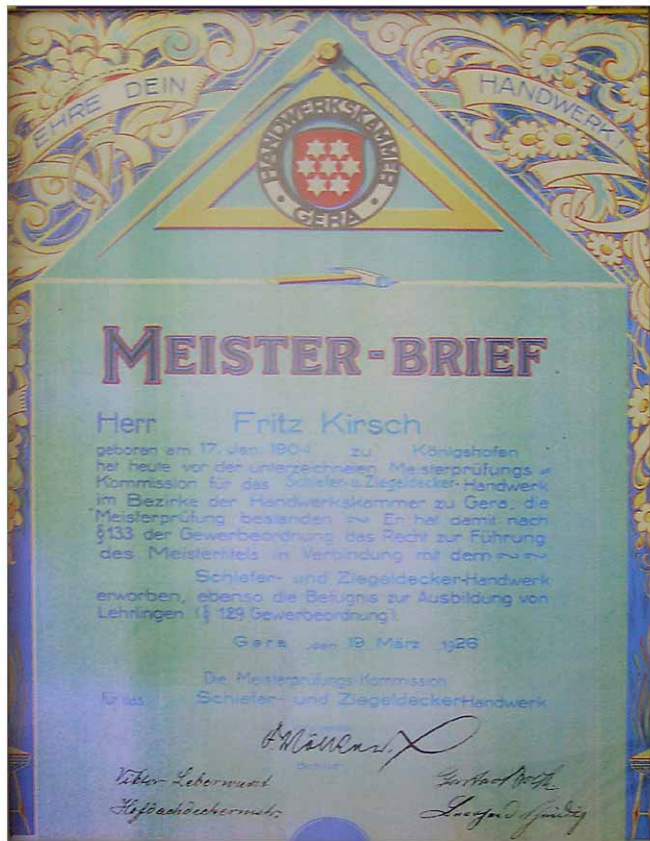 EHRE DEIN
HANDWERK!
HANDWERKSKAMMER
· GERA ·
MEISTER-BRIEF
Herr Fritz Kirsch
geboren am 17. Jan. 1904 zu Königshofen
hat heute vor der unterzeichneten Meisterprüfungs-
Kommission für das Schiefer- u. Ziegeldecker-Handwerk
im Bezirke der Handwerkskammer zu Gera, die
Meisterprüfung bestanden ~ Er hat damit nach
§133 der Gewerbeordnung das Recht zur Führung
des Meistertitels in Verbindung mit dem ~ ~
Schiefer- und Ziegeldecker-Handwerk
erworben, ebenso die Befugnis zur Ausbildung von
Lehrlingen (§ 129 Gewerbeordnung).
Gera, den 19. März 1926
Die Meisterprüfungs-Kommission
für das Schiefer- und Ziegeldecker-Handwerk
Viktor Leberwurst
Hofdachdeckermstr.